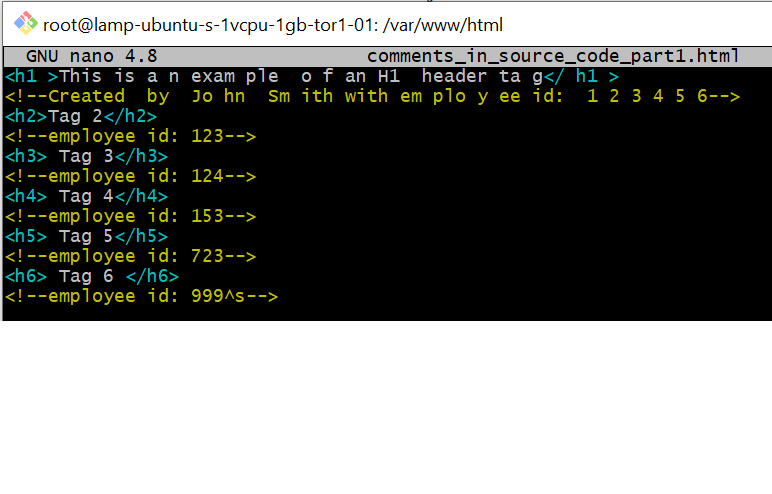 root@lamp-ubuntu-s-1vcpu-1gb-tor1-01: /var/www/html
GNU nano 4.8 comments_in_source_code_part1.html
<h1 >This is a n exam ple  o f an H1  header ta g</ h1 >
<!--Created  by  Jo hn  Sm ith with em plo y ee id:  1 2 3 4 5 6-->
<h2>Tag 2</h2>
<!--employee id: 123-->
<h3> Tag 3</h3>
<!--employee id: 124-->
<h4> Tag 4</h4>
<!--employee id: 153-->
<h5> Tag 5</h5>
<!--employee id: 723-->
<h6> Tag 6 </h6>
<!--employee id: 999^s-->